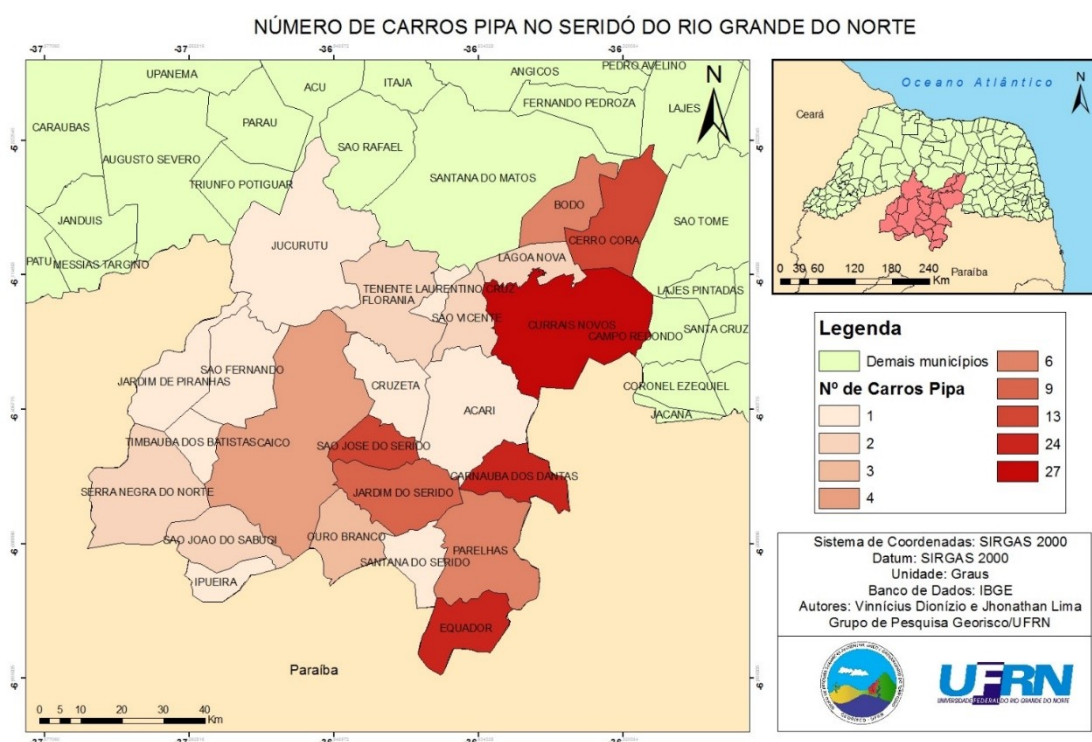 NÚMERO DE CARROS PIPA NO SERIDÓ DO RIO GRANDE DO NORTE
N
UPANEMA
ACU
ITAJA
ANGICOS
PEDRO AVELINO
FERNANDO PEDROZA
LAJES
CARAUBAS
PARAU
AUGUSTO SEVERO
SAO RAFAEL
TRIUNFO POTIGUAR
SANTANA DO MATOS
JANDUIS
BODO
SAO TOME
JUCURUTU
CERRO CORA
PATU
MESSIAS TARGINO
LAGOA NOVA
TENENTE LAURENTINO CRUZ
FLORANIA
LAJES PINTADAS
SAO VICENTE
CURRAIS NOVOS
CAMPO REDONDO
SANTA CRUZ
SAO FERNANDO
JARDIM DE PIRANHAS
CRUZETA
CORONEL EZEQUIEL
ACARI
JACANA
TIMBAUBA DOS BATISTAS
CAICO
SAO JOSE DO SERIDO
CARNAUBA DOS DANTAS
SERRA NEGRA DO NORTE
JARDIM DO SERIDO
SAO JOAO DO SABUGI
OURO BRANCO
PARELHAS
SANTANA DO SERIDO
IPUEIRA
EQUADOR
Paraíba
0 5 10 20 30 40
Km
Oceano Atlântico
N
Ceará
Paraíba
0 30 60 120 180 240
Km
Legenda
Demais municípios
Nº de Carros Pipa
1
2
3
4
6
9
13
24
27
Sistema de Coordenadas: SIRGAS 2000
Datum: SIRGAS 2000
Unidade: Graus
Banco de Dados: IBGE
Autores: Vinnícius Dionízio e Jhonathan Lima
Grupo de Pesquisa Georisco/UFRN
UFRN
UNIVERSIDADE FEDERAL DO RIO GRANDE DO NORTE